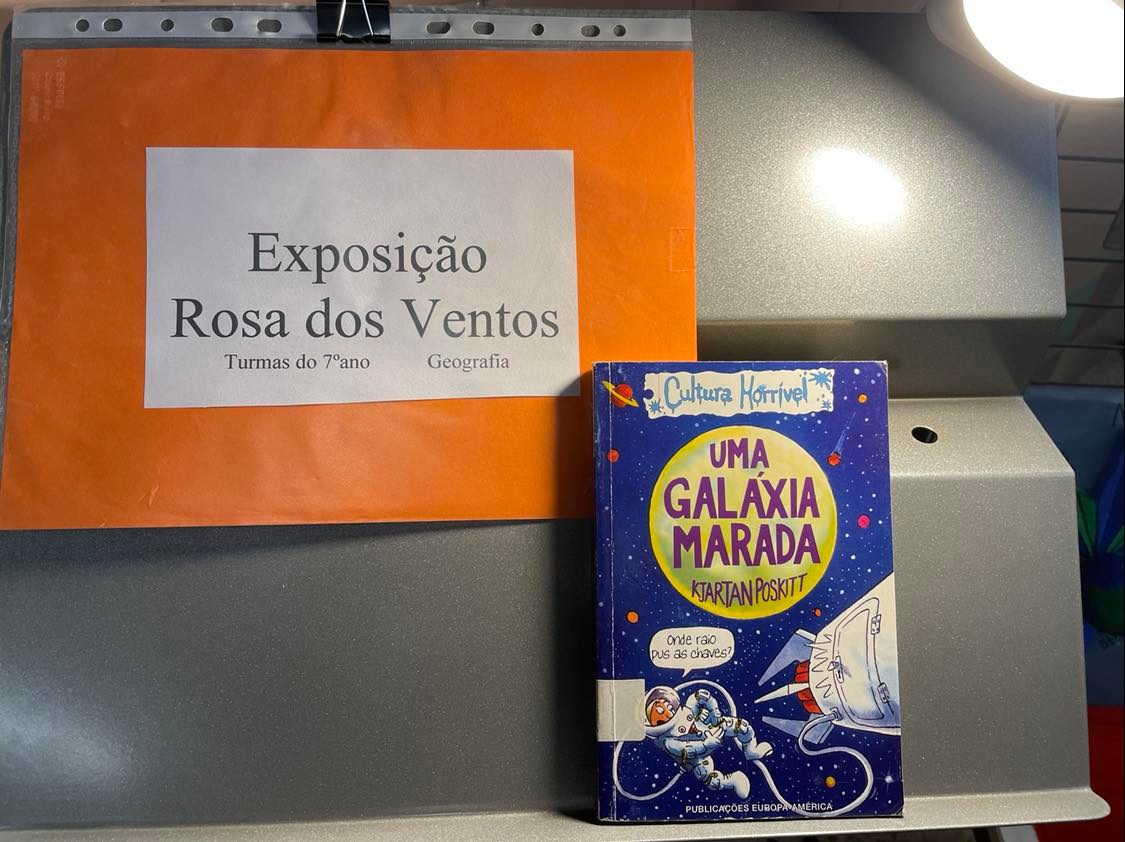 Exposição
Rosa dos Ventos
Turmas do 7ºano Geografia
Cultura Horrível
UMA
GALÁXIA
MARADA
KJARTAN POSKITT
Onde raio
pus as chaves?
PUBLICAÇÕES EUROPA-AMÉRICA